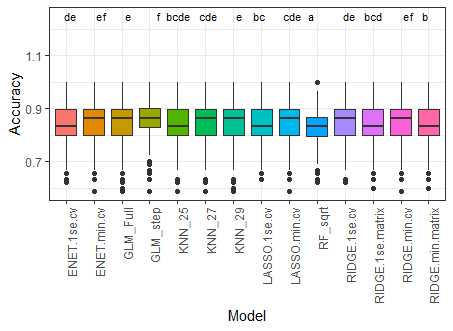 de ef e f bcde cde e bc cde a de bcd ef b
Accuracy
1.1
0.9
0.7
ENET.1se.cv
ENET.min.cv
GLM_Full
GLM_step
KNN_25
KNN_27
KNN_29
LASSO.1se.cv
LASSO.min.cv
RF_sqrt
RIDGE.1se.cv
RIDGE.1se.matrix
RIDGE.min.cv
RIDGE.min.matrix
Model